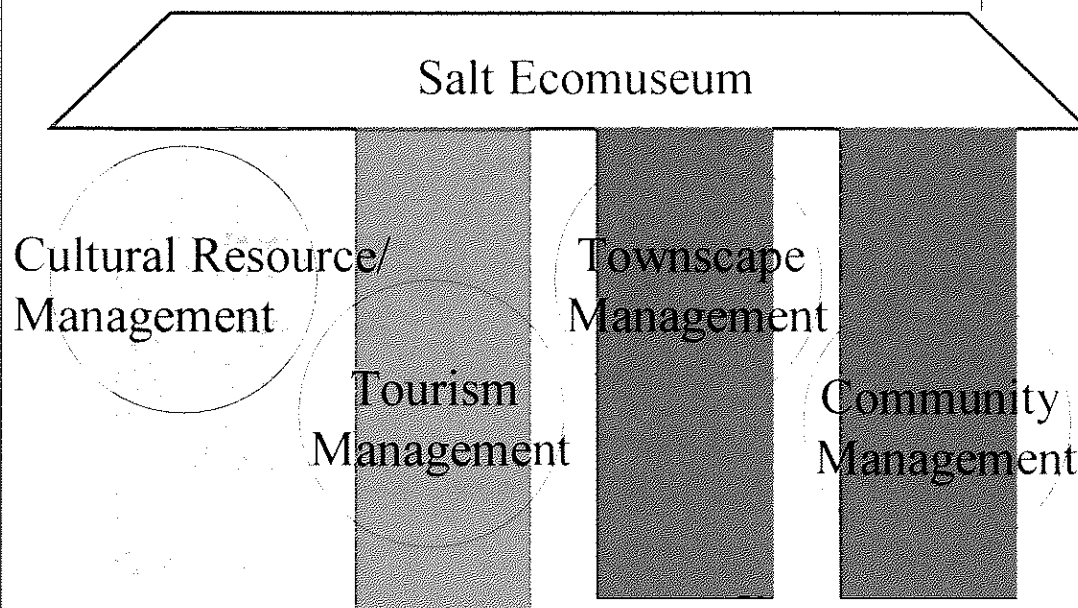 Salt Ecomuseum
Cultural Resource/
Management
Tourism
Management
Townscape
Management
Community
Management